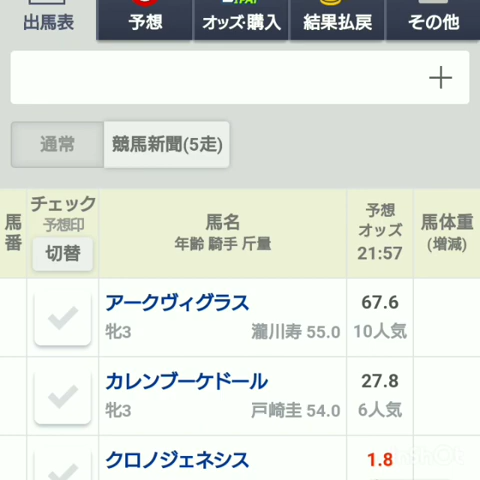 出馬表 予想 オッズ購入 結果払戻 その他
+
通常 競馬新聞(5走)
馬番 チェック 予想印 切替 馬名 年齢 騎手 斤量 予想オッズ 21:57 馬体重 (増減)
アークヴィグラス 67.6
牝3 瀧川寿 55.0 10人気
カレンブーケドール 27.8
牝3 戸崎圭 54.0 6人気
クロノジェネシス 1.8